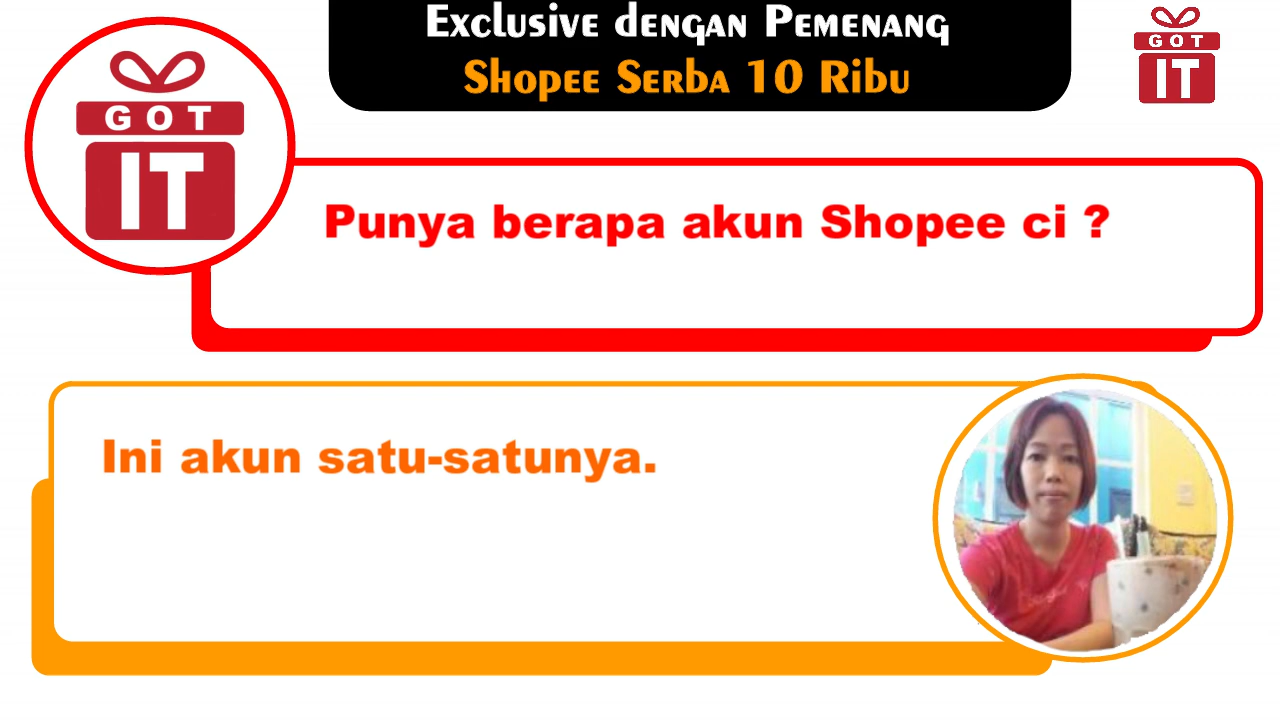 Exclusive dengan Pemenang
Shopee Serba 10 Ribu
GOT
IT
GOT
IT
Punya berapa akun Shopee ci ?
Ini akun satu-satunya.